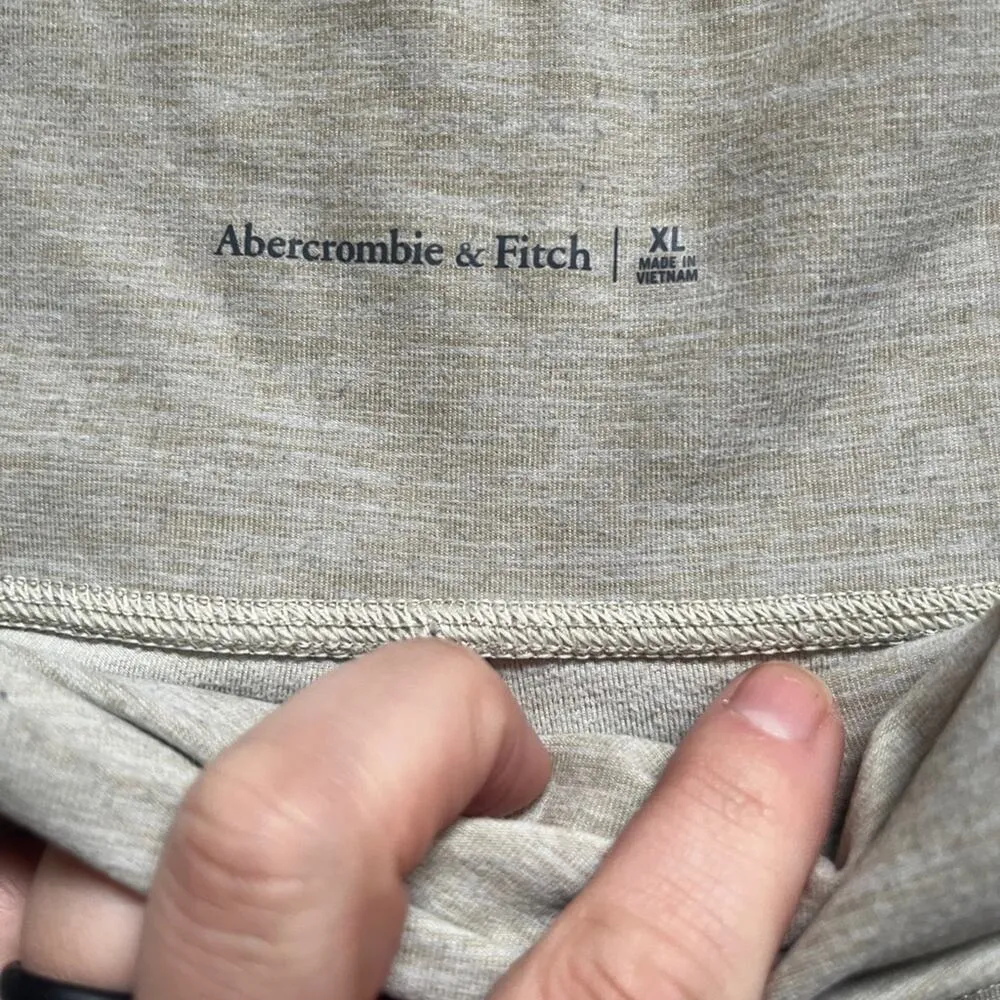 Abercrombie & Fitch | XL
MADE IN
VIETNAM